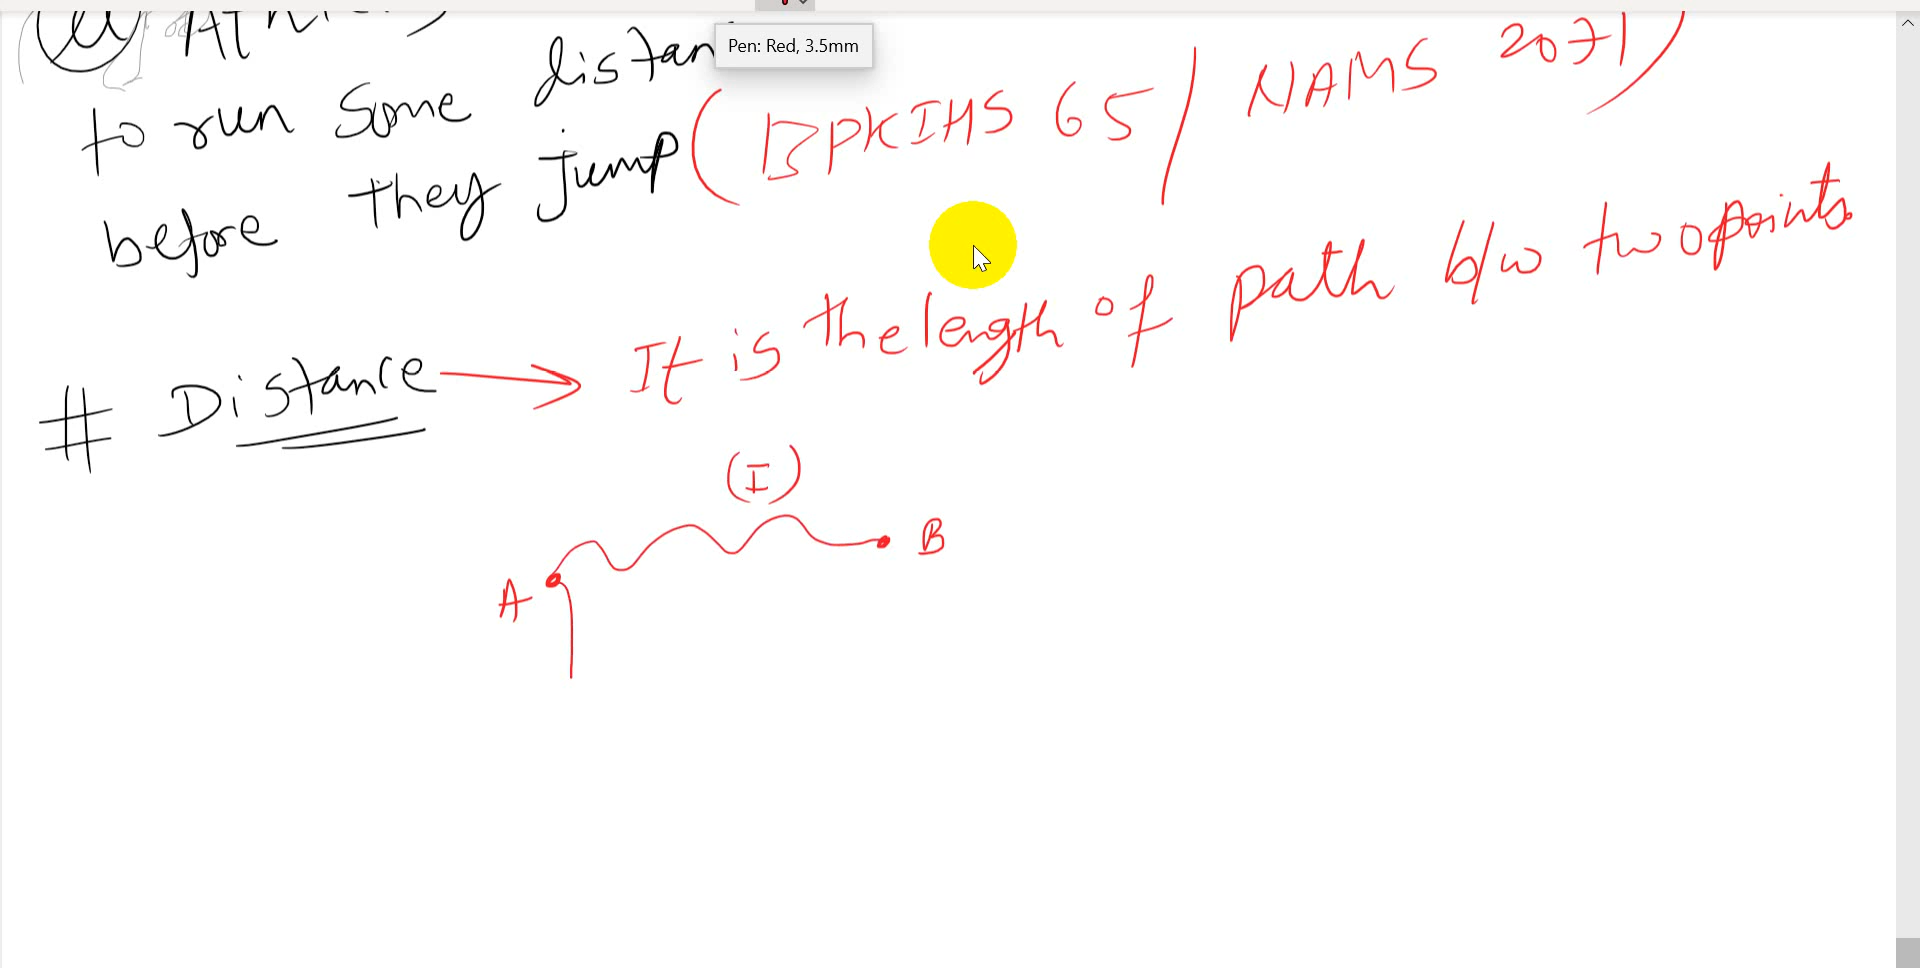 Pen: Red, 3.5mm
to run some
before they jump (BPKIHS 65/ NAMS 2071)
# Distance → It is the length of path b/w two points
(I)
A B